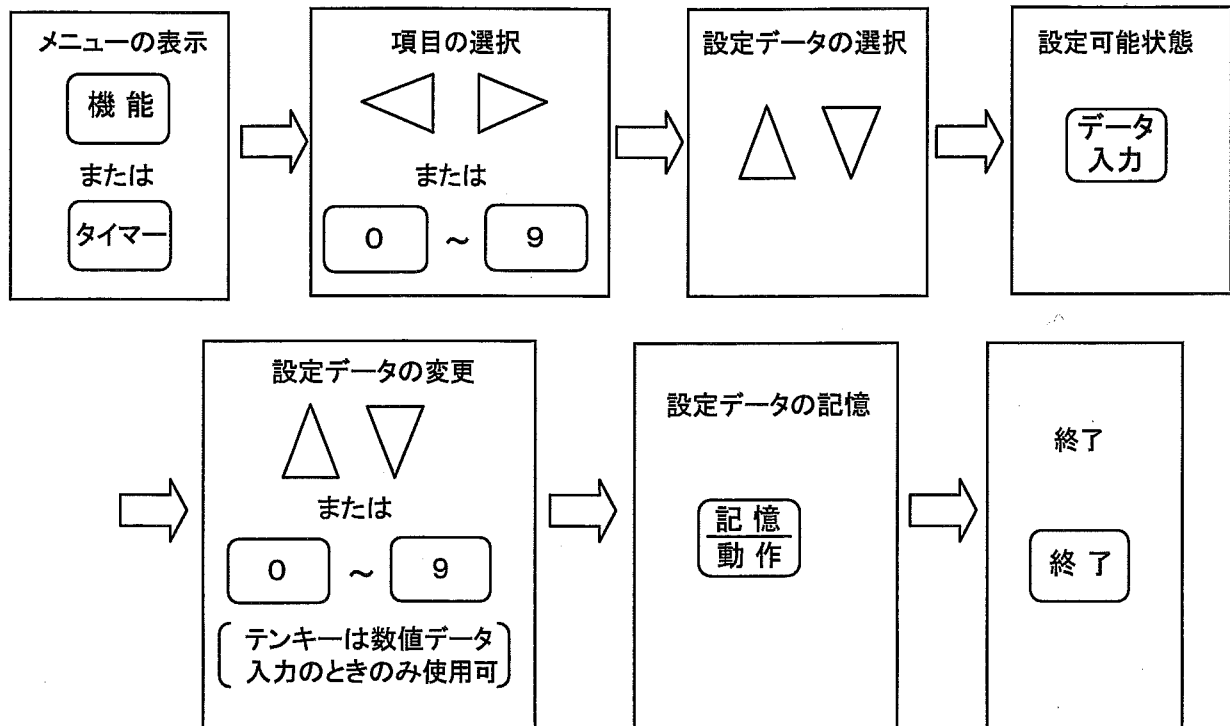 メニューの表示
機 能
または
タイマー
項目の選択
または
0 ~ 9
設定データの選択
設定可能状態
データ
入力
設定データの変更
または
0 ~ 9
テンキーは数値データ
入力のときのみ使用可
設定データの記憶
記 憶
動 作
終了
終 了